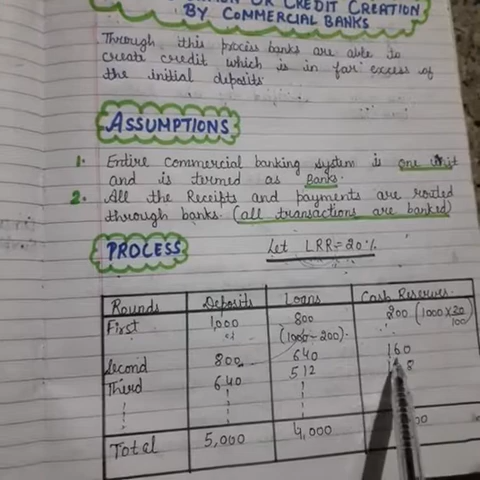 OR CREDIT CREATION
BY COMMERCIAL BANKS
Through this process banks are able to
create credit which is in far excess of
the initial deposits.
ASSUMPTIONS
1. Entire commercial banking system is one unit
and is termed as Banks.
2. All the Receipts and payments are routed
through banks. (all transactions are banked)
PROCESS Let LRR = 20%
Rounds Deposits Loans Cash Reserves
First 1,000 800 200 (1000 × 20/100
(1000 - 200)
Second 800 640 160
Third 640 512
Total 5,000 4,000